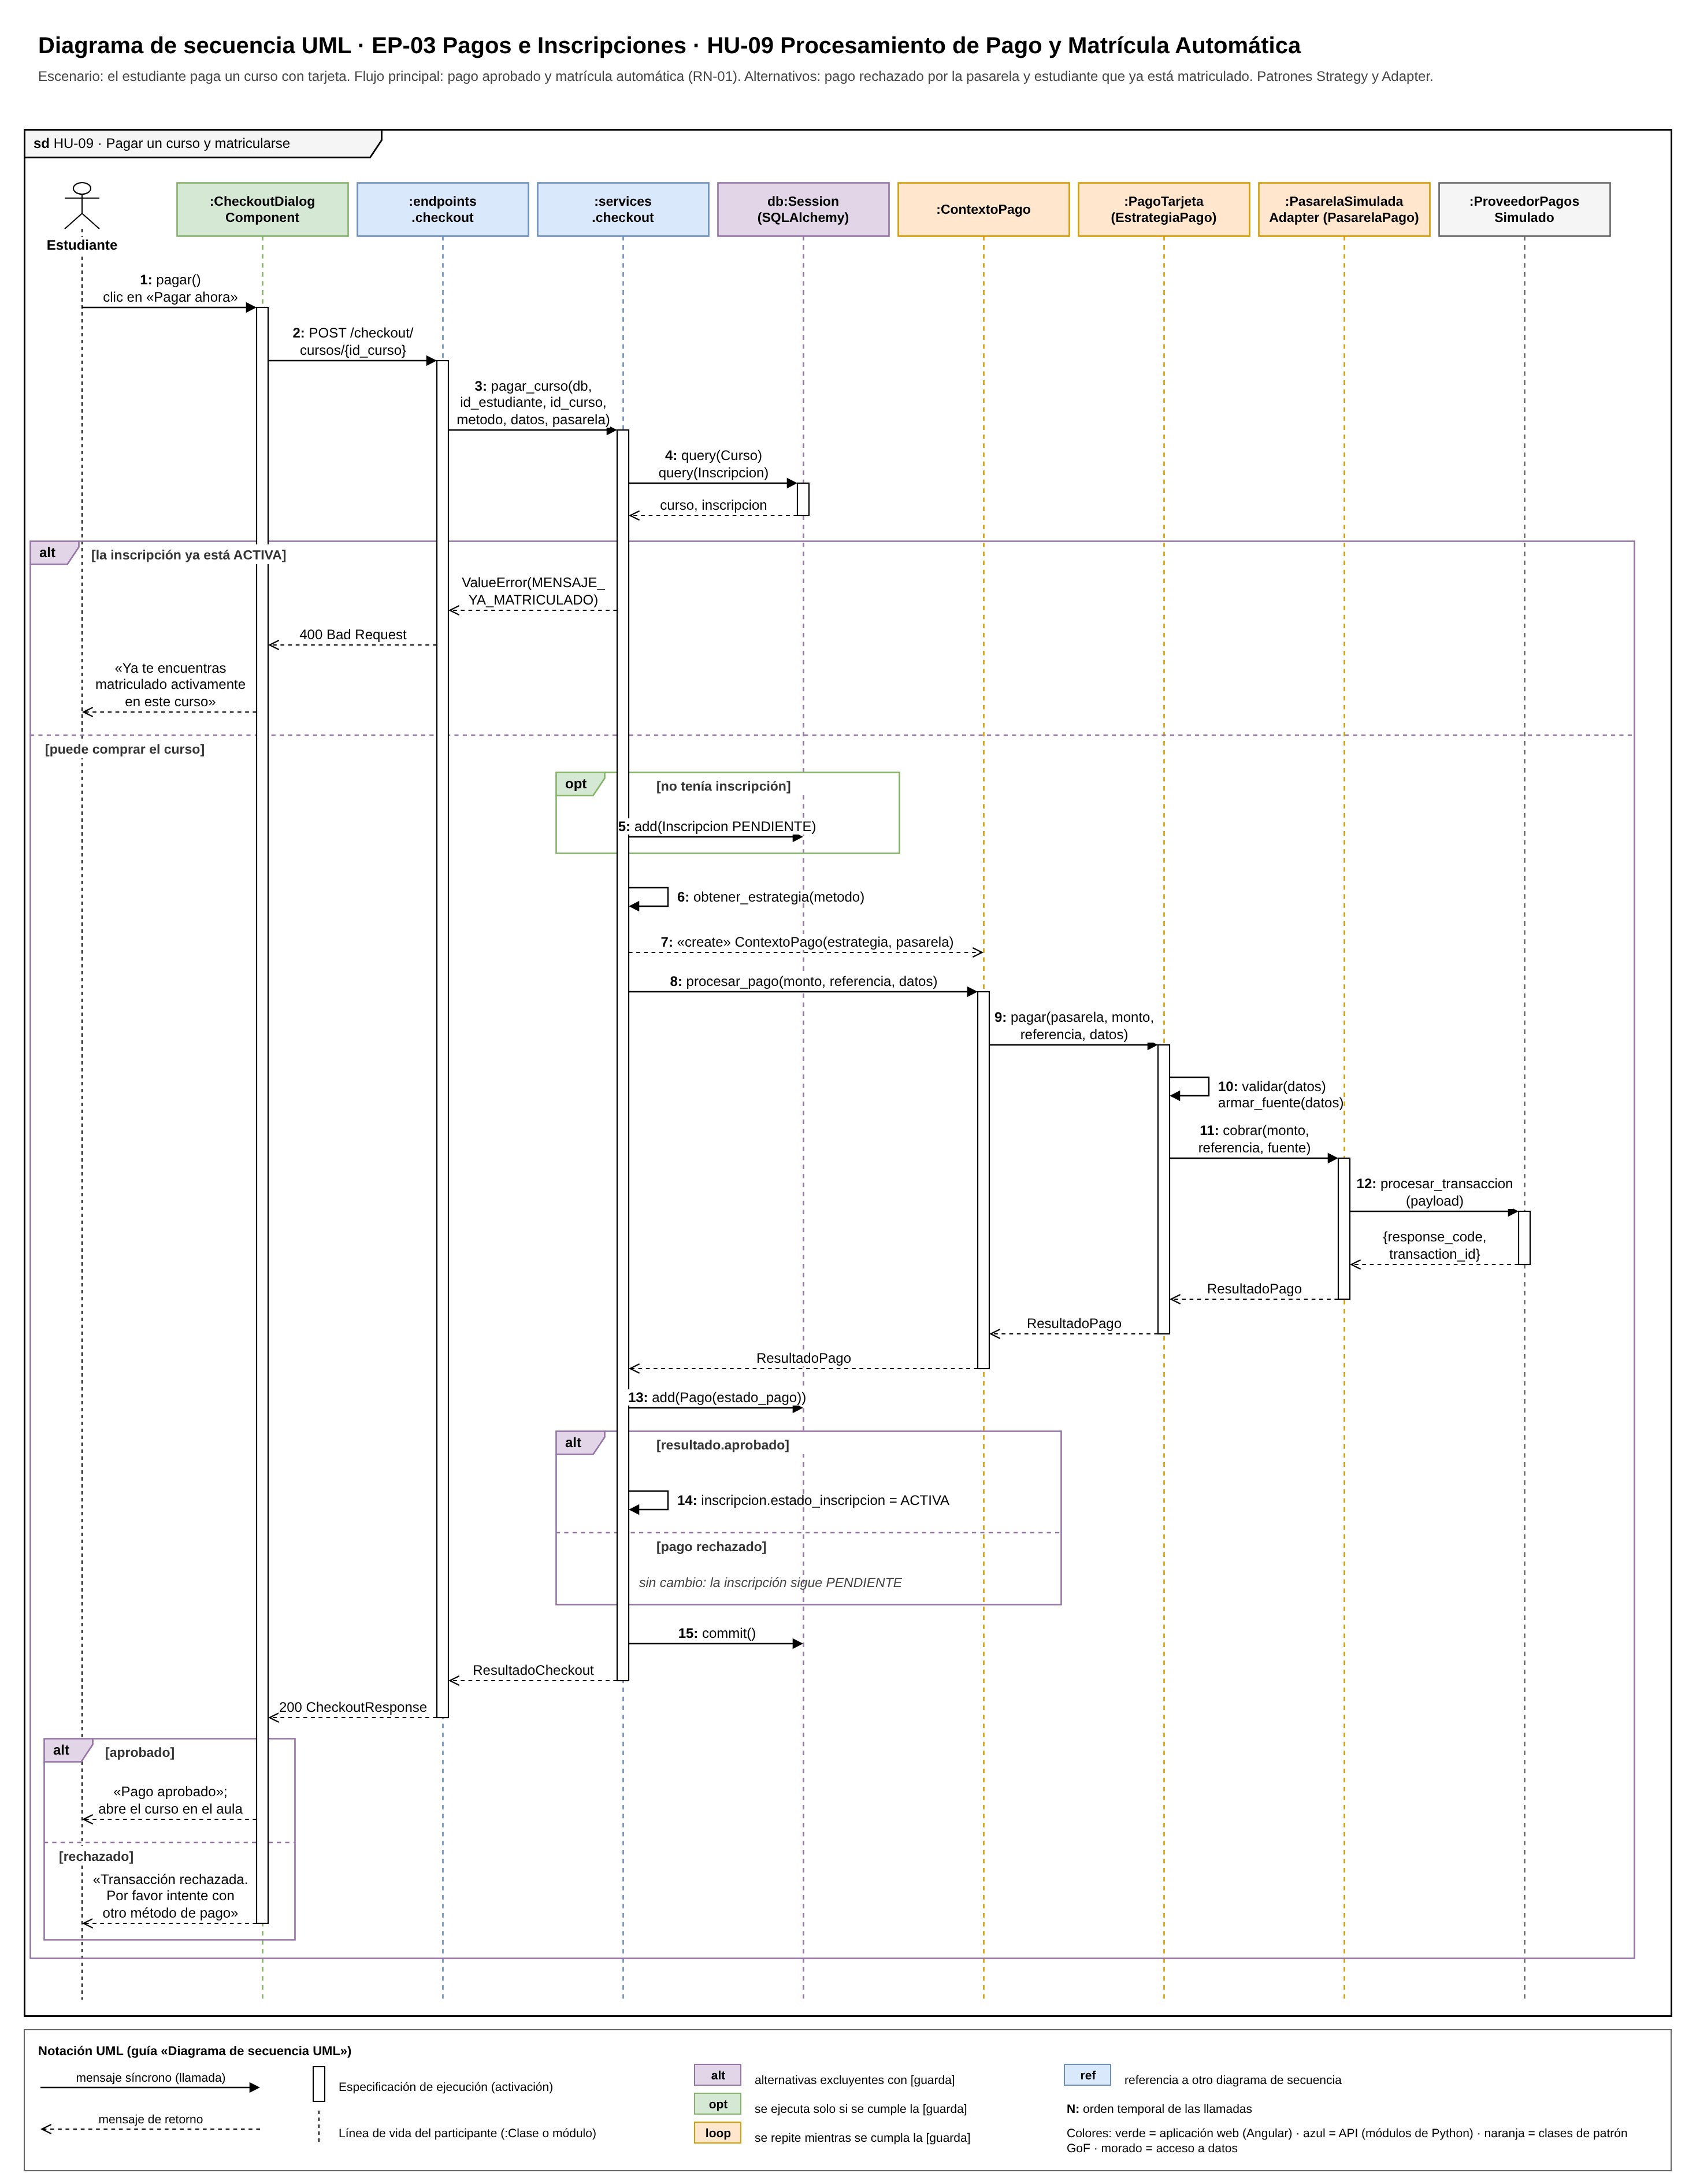 Diagrama de secuencia UML · EP-03 Pagos e Inscripciones · HU-09 Procesamiento de Pago y Matrícula Automática
Escenario: el estudiante paga un curso con tarjeta. Flujo principal: pago aprobado y matrícula automática (RN-01). Alternativos: pago rechazado por la pasarela y estudiante que ya está matriculado. Patrones Strategy y Adapter.
sd HU-09 · Pagar un curso y matricularse
Estudiante
:CheckoutDialog
Component
:endpoints
.checkout
:services
.checkout
db:Session
(SQLAlchemy)
:ContextoPago
:PagoTarjeta
(EstrategiaPago)
:PasarelaSimulada
Adapter (PasarelaPago)
:ProveedorPagos
Simulado
1: pagar()
clic en «Pagar ahora»
2: POST /checkout/
cursos/{id_curso}
3: pagar_curso(db,
id_estudiante, id_curso,
metodo, datos, pasarela)
4: query(Curso)
query(Inscripcion)
curso, inscripcion
alt
[la inscripción ya está ACTIVA]
ValueError(MENSAJE_
YA_MATRICULADO)
400 Bad Request
«Ya te encuentras
matriculado activamente
en este curso»
[puede comprar el curso]
opt
[no tenía inscripción]
5: add(Inscripcion PENDIENTE)
6: obtener_estrategia(metodo)
7: «create» ContextoPago(estrategia, pasarela)
8: procesar_pago(monto, referencia, datos)
9: pagar(pasarela, monto,
referencia, datos)
10: validar(datos)
armar_fuente(datos)
11: cobrar(monto,
referencia, fuente)
12: procesar_transaccion
(payload)
{response_code,
transaction_id}
ResultadoPago
ResultadoPago
ResultadoPago
13: add(Pago(estado_pago))
alt
[resultado.aprobado]
14: inscripcion.estado_inscripcion = ACTIVA
[pago rechazado]
sin cambio: la inscripción sigue PENDIENTE
15: commit()
ResultadoCheckout
200 CheckoutResponse
alt
[aprobado]
«Pago aprobado»;
abre el curso en el aula
[rechazado]
«Transacción rechazada.
Por favor intente con
otro método de pago»
Notación UML (guía «Diagrama de secuencia UML»)
mensaje síncrono (llamada)
mensaje de retorno
Especificación de ejecución (activación)
Línea de vida del participante (:Clase o módulo)
alt
alternativas excluyentes con [guarda]
opt
se ejecuta solo si se cumple la [guarda]
loop
se repite mientras se cumpla la [guarda]
ref
referencia a otro diagrama de secuencia
N: orden temporal de las llamadas
Colores: verde = aplicación web (Angular) · azul = API (módulos de Python) · naranja = clases de patrón
GoF · morado = acceso a datos